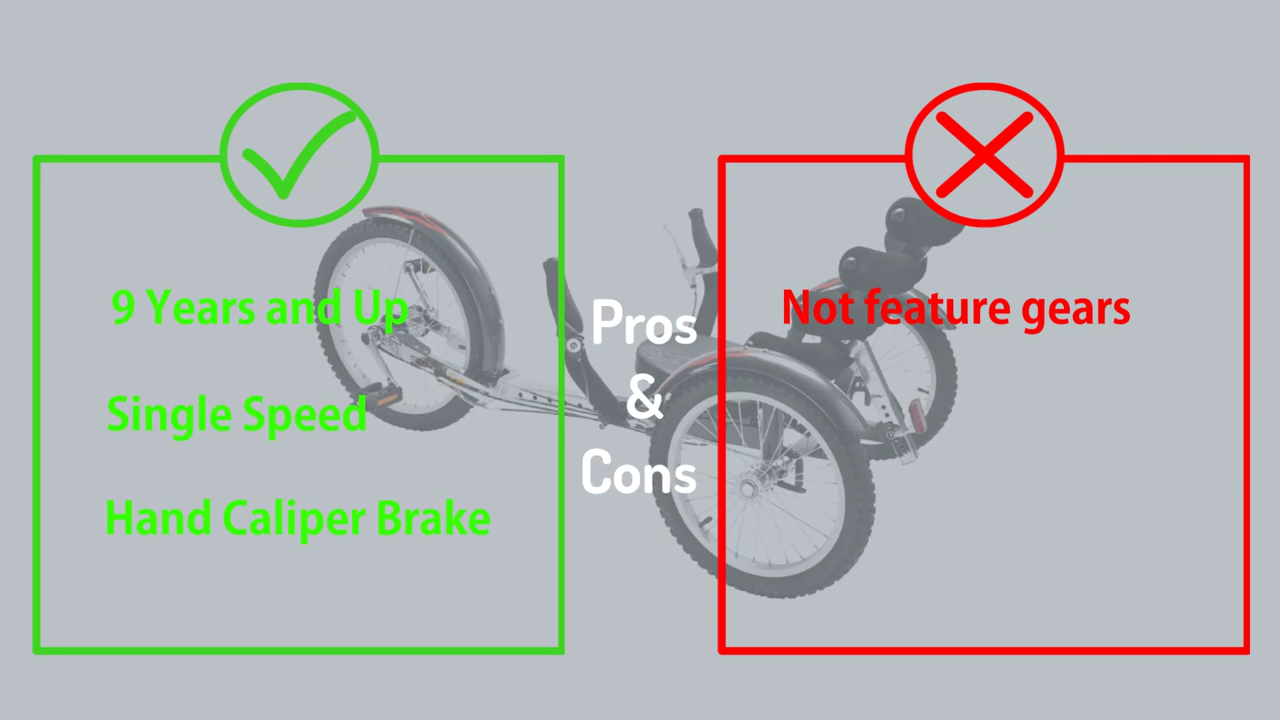 9 Years and Up
Single Speed
Hand Caliper Brake
Pros
&
Cons
Not feature gears